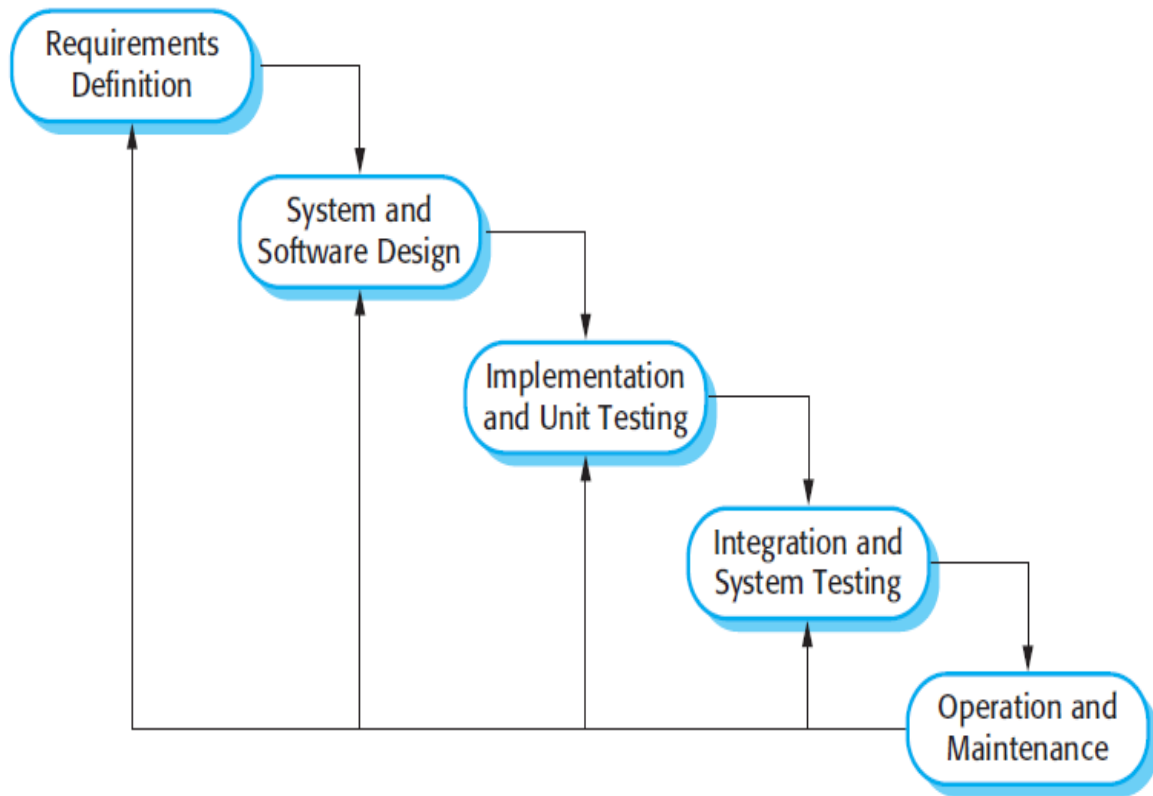 Requirements
Definition
System and
Software Design
Implementation
and Unit Testing
Integration and
System Testing
Operation and
Maintenance